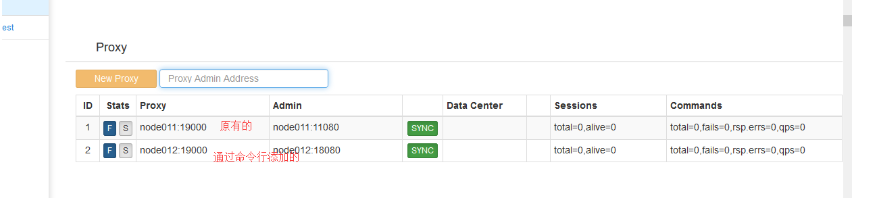 est
Proxy
New Proxy Proxy Admin Address
ID Stats Proxy Admin Data Center Sessions Commands
1 F S node011:19000 原有的 node011:11080 SYNC total=0,alive=0 total=0,fails=0,rsp.errs=0,qps=0
2 F S node012:19000 node012:18080 SYNC total=0,alive=0 total=0,fails=0,rsp.errs=0,qps=0
通过命令行添加的